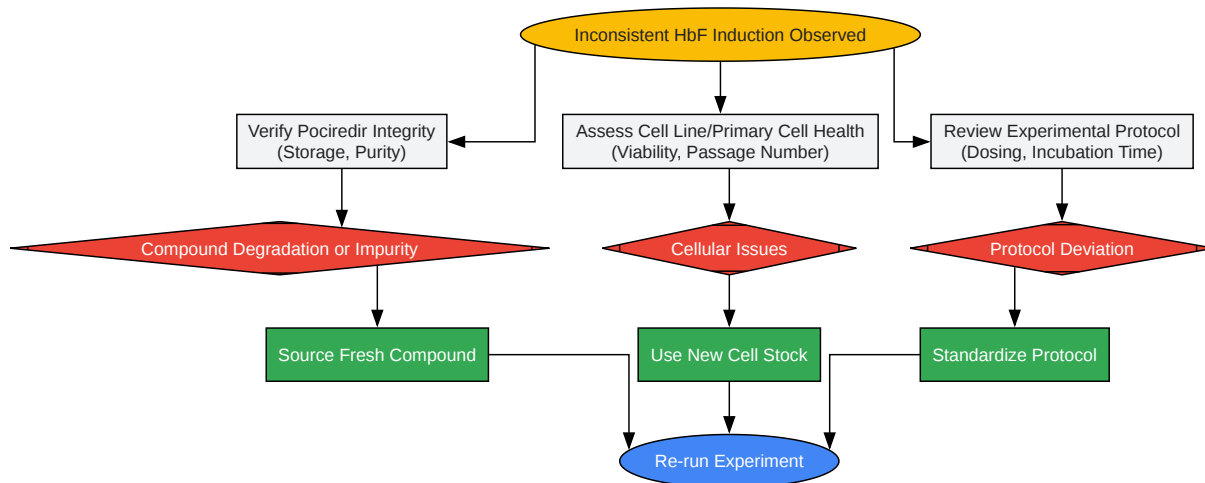 Inconsistent HbF Induction Observed
Verify Pociredir Integrity
(Storage, Purity)
Assess Cell Line/Primary Cell Health
(Viability, Passage Number)
Review Experimental Protocol
(Dosing, Incubation Time)
Compound Degradation or Impurity
Cellular Issues
Protocol Deviation
Source Fresh Compound
Use New Cell Stock
Standardize Protocol
Re-run Experiment